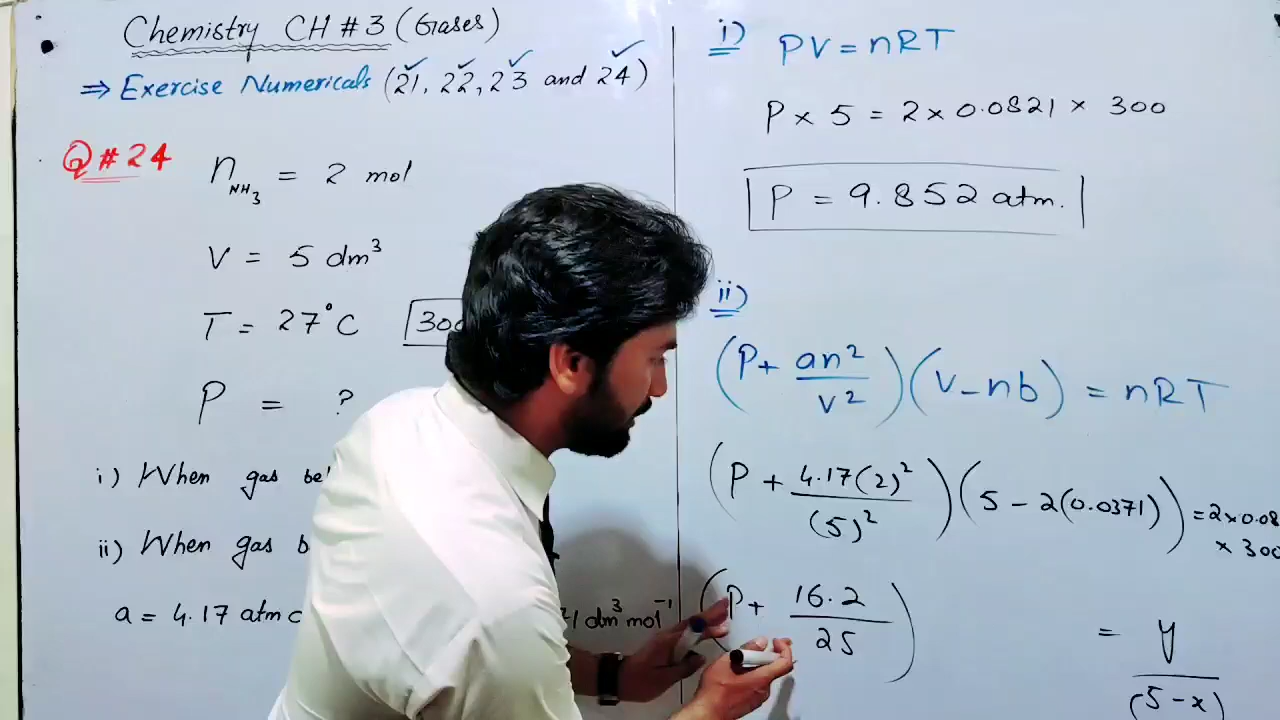 Chemistry CH # 3 (Gases)
⇒ Exercise Numericals (21, 22, 23 and 24)
Q # 24
n NH₃ = 2 mol
V = 5 dm³
T = 27°C 300
P = ?
i) When gas
ii) When gas
a = 4.17 atm
dm³ mol⁻¹
i) PV = nRT
P × 5 = 2 × 0.0821 × 300
P = 9.852 atm.
ii)
(P + an²/V²)(V - nb) = nRT
(P + 4.17(2)²/(5)²)(5 - 2(0.0371)) = 2×0.08
× 300
(P + 16.2/25) = y/(5-x)